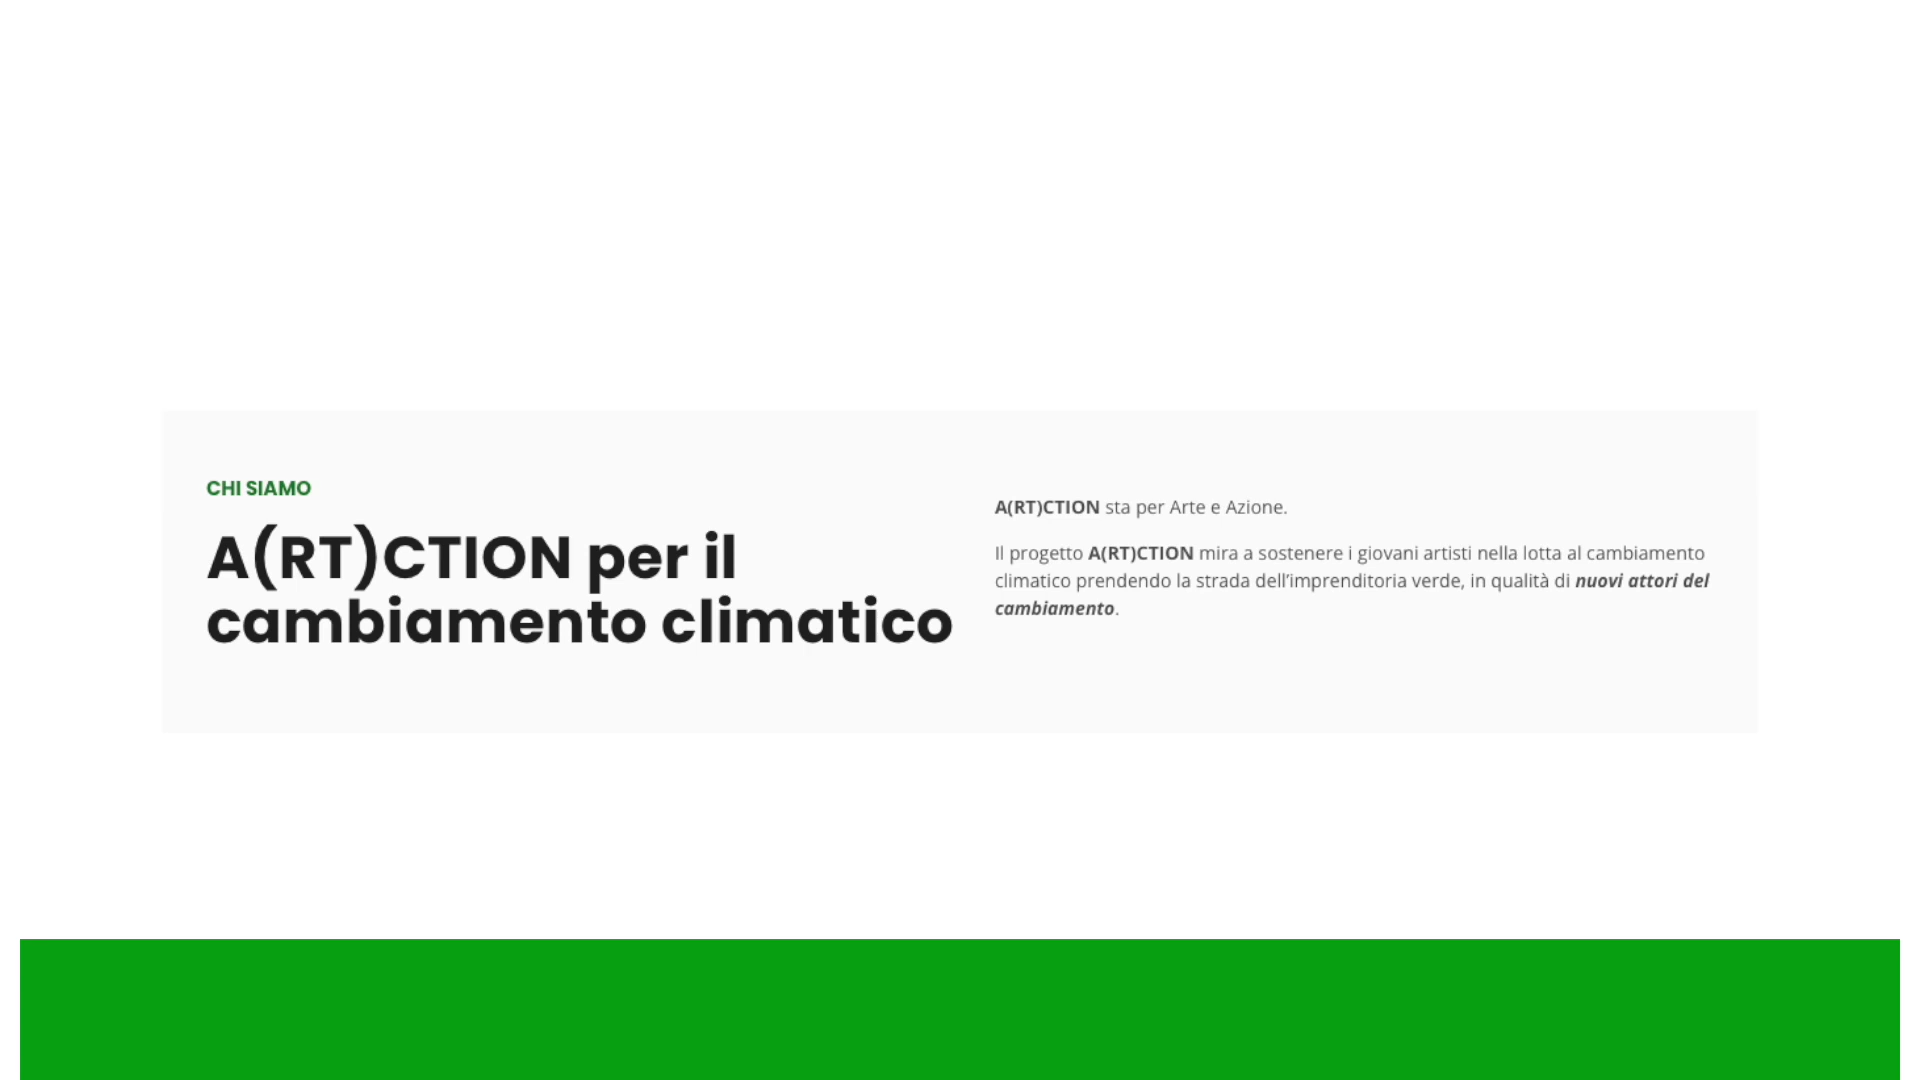 CHI SIAMO
A(RT)CTION per il
cambiamento climatico
A(RT)CTION sta per Arte e Azione.
Il progetto A(RT)CTION mira a sostenere i giovani artisti nella lotta al cambiamento
climatico prendendo la strada dell’imprenditoria verde, in qualità di nuovi attori del
cambiamento.